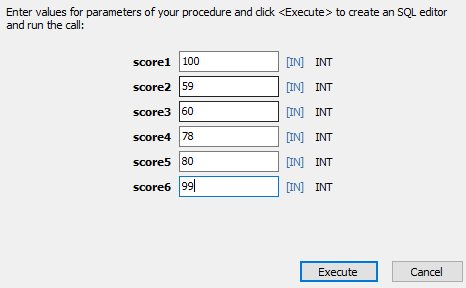 Enter values for parameters of your procedure and click <Execute> to create an SQL editor
and run the call:
score1 100 [IN] INT
score2 59 [IN] INT
score3 60 [IN] INT
score4 78 [IN] INT
score5 80 [IN] INT
score6 99 [IN] INT
Execute Cancel